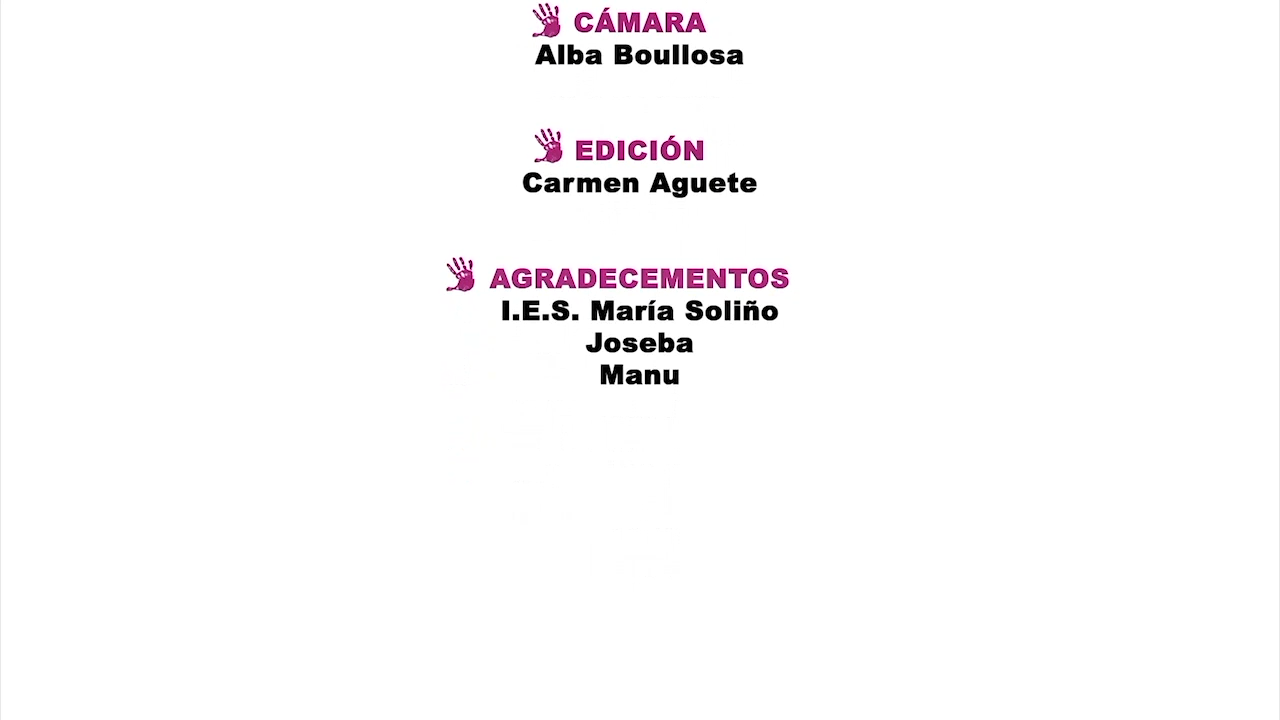 CÁMARA
Alba Boullosa
EDICIÓN
Carmen Aguete
AGRADECEMENTOS
I.E.S. María Soliño
Joseba
Manu